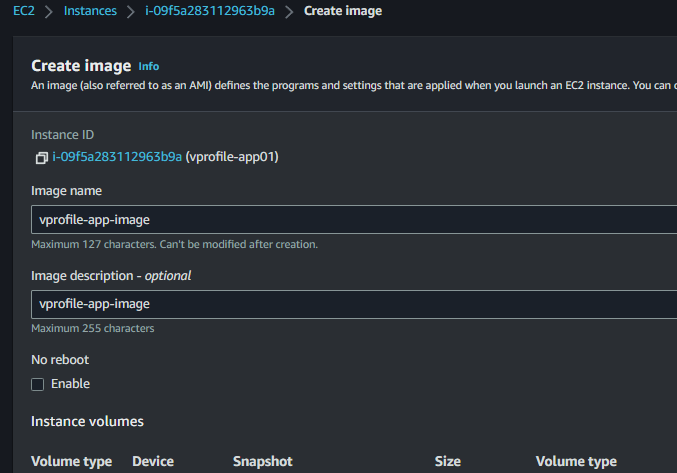 EC2 > Instances > i-09f5a283112963b9a > Create image
Create image Info
An image (also referred to as an AMI) defines the programs and settings that are applied when you launch an EC2 instance. You can
Instance ID
i-09f5a283112963b9a (vprofile-app01)
Image name
vprofile-app-image
Maximum 127 characters. Can't be modified after creation.
Image description - optional
vprofile-app-image
Maximum 255 characters
No reboot
Enable
Instance volumes
Volume type Device Snapshot Size Volume type